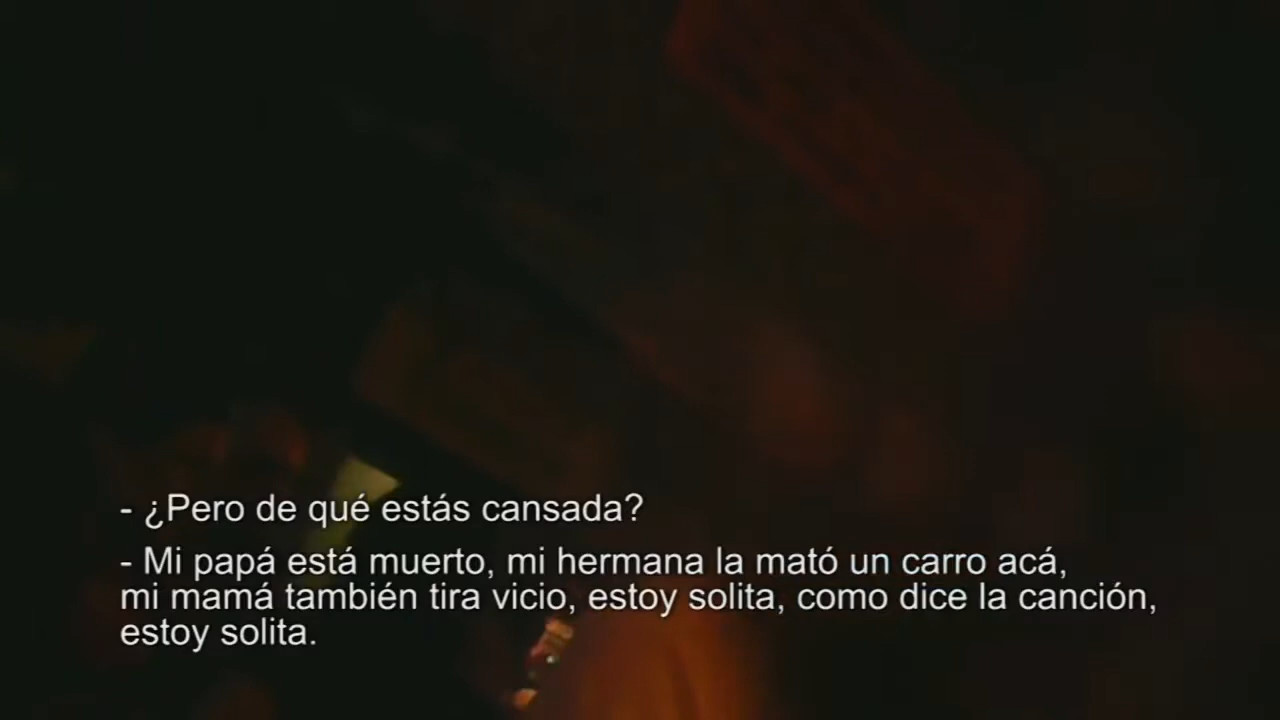 - ¿Pero de qué estás cansada?
- Mi papá está muerto, mi hermana la mató un carro acá,
mi mamá también tira vicio, estoy solita, como dice la canción,
estoy solita.